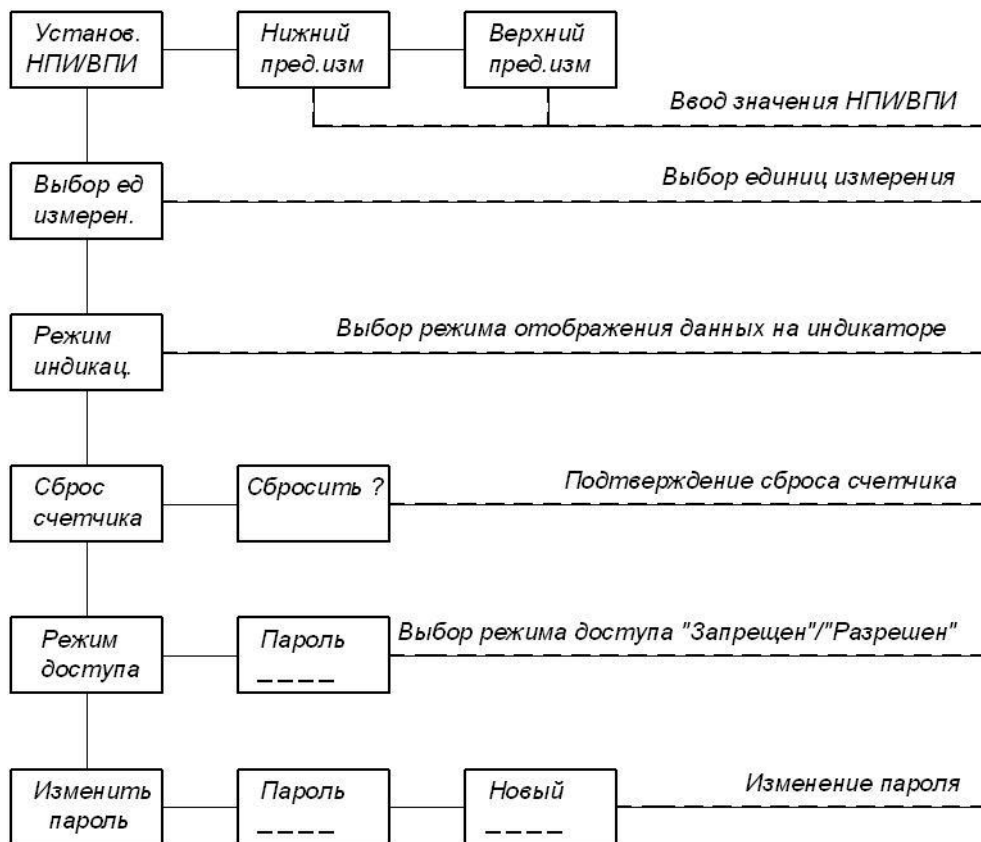 Установ.
НПИ/ВПИ
Нижний
пред.изм
Верхний
пред.изм
Ввод значения НПИ/ВПИ
Выбор ед
измерен.
Выбор единиц измерения
Режим
индикац.
Выбор режима отображения данных на индикаторе
Сброс
счетчика
Сбросить ?
Подтверждение сброса счетчика
Режим
доступа
Пароль
_ _ _ _
Выбор режима доступа "Запрещен"/"Разрешен"
Изменить
пароль
Пароль
_ _ _ _
Новый
_ _ _ _
Изменение пароля